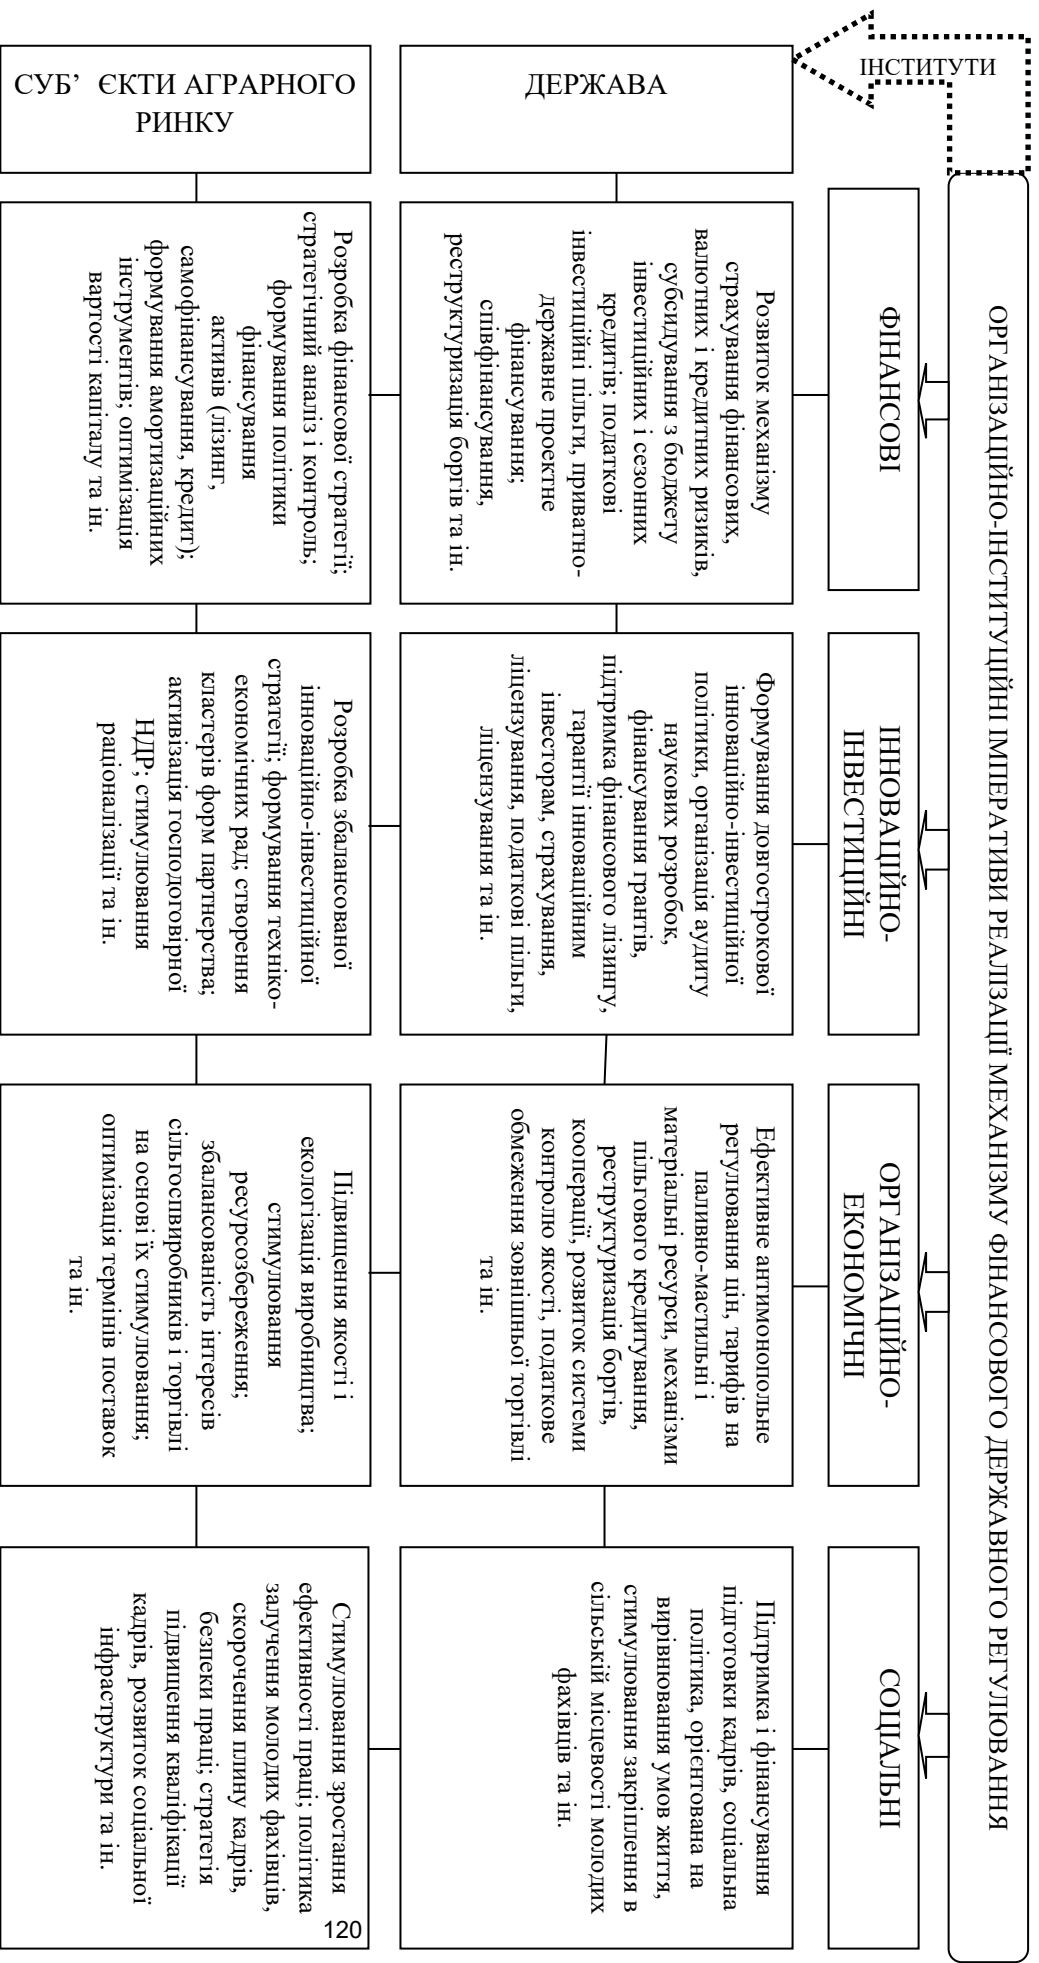 ОРГАНІЗАЦІЙНО-ІНСТИТУЦІЙНІ ІМПЕРАТИВИ РЕАЛІЗАЦІЇ МЕХАНІЗМУ ФІНАНСОВОГО ДЕРЖАВНОГО РЕГУЛЮВАННЯ
ІНСТИТУТИ
ФІНАНСОВІ
ІННОВАЦІЙНО-
ІНВЕСТИЦІЙНІ
ОРГАНІЗАЦІЙНО-
ЕКОНОМІЧНІ
СОЦІАЛЬНІ
ДЕРЖАВА
Розвиток механізму
страхування фінансових,
валютних і кредитних ризиків,
субсидування з бюджету
інвестиційних і сезонних
кредитів; податкові
інвестиційні пільги, приватно-
державне проектне
фінансування;
співфінансування,
реструктуризація боргів та ін.
Формування довгострокової
інноваційно-інвестиційної
політики, організація аудиту
наукових розробок,
фінансування грантів,
підтримка фінансового лізингу,
гарантії інноваційним
інвесторам, страхування,
ліцензування, податкові пільги,
ліцензування та ін.
Ефективне антимонопольне
регулювання цін, тарифів на
паливно-мастильні і
матеріальні ресурси, механізми
пільгового кредитування,
реструктуризація боргів,
кооперації, розвиток системи
контролю якості, податкове
обмеження зовнішньої торгівлі
та ін.
Підтримка і фінансування
підготовки кадрів, соціальна
політика, орієнтована на
вирівнювання умов життя,
стимулювання закріплення в
сільській місцевості молодих
фахівців та ін.
СУБ’ ЄКТИ АГРАРНОГО
РИНКУ
Розробка фінансової стратегії;
стратегічний аналіз і контроль;
формування політики
фінансування
активів (лізинг,
самофінансування, кредит);
формування амортизаційних
інструментів; оптимізація
вартості капіталу та ін.
Розробка збалансованої
інноваційно-інвестиційної
стратегії; формування техніко-
економічних рад; створення
кластерів форм партнерства;
активізація господоговірної
НДР; стимулювання
раціоналізації та ін.
Підвищення якості і
екологізація виробництва;
стимулювання
ресурсозбереження;
збалансованість інтересів
сільгоспвиробників і торгівлі
на основі їх стимулювання;
оптимізація термінів поставок
та ін.
Стимулювання зростання
ефективності праці; політика
залучення молодих фахівців,
скорочення плину кадрів,
безпеки праці; стратегія
підвищення кваліфікації
кадрів, розвиток соціальної
інфраструктури та ін.
120